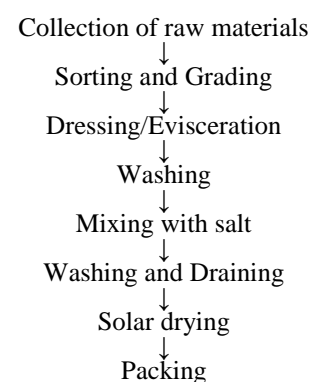 Collection of raw materials
↓
Sorting and Grading
↓
Dressing/Evisceration
↓
Washing
↓
Mixing with salt
↓
Washing and Draining
↓
Solar drying
↓
Packing